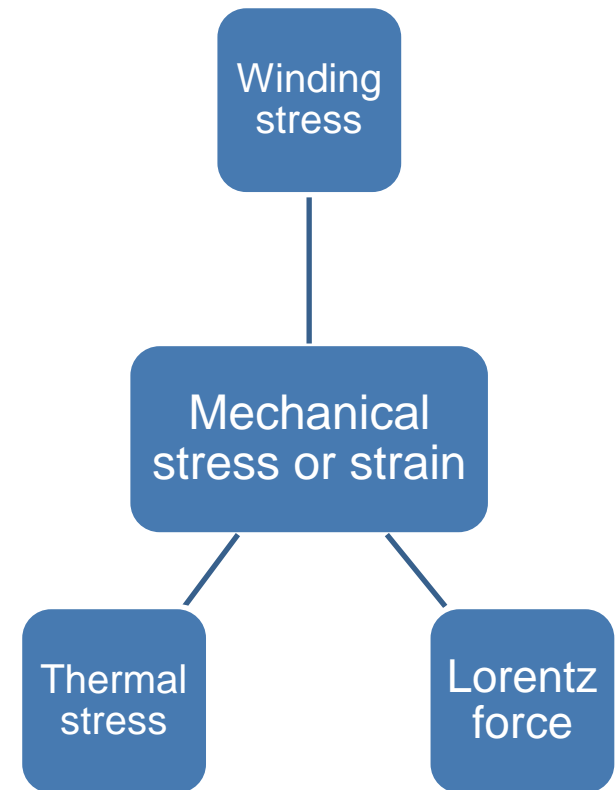 Winding
stress
Mechanical
stress or strain
Thermal
stress
Lorentz
force